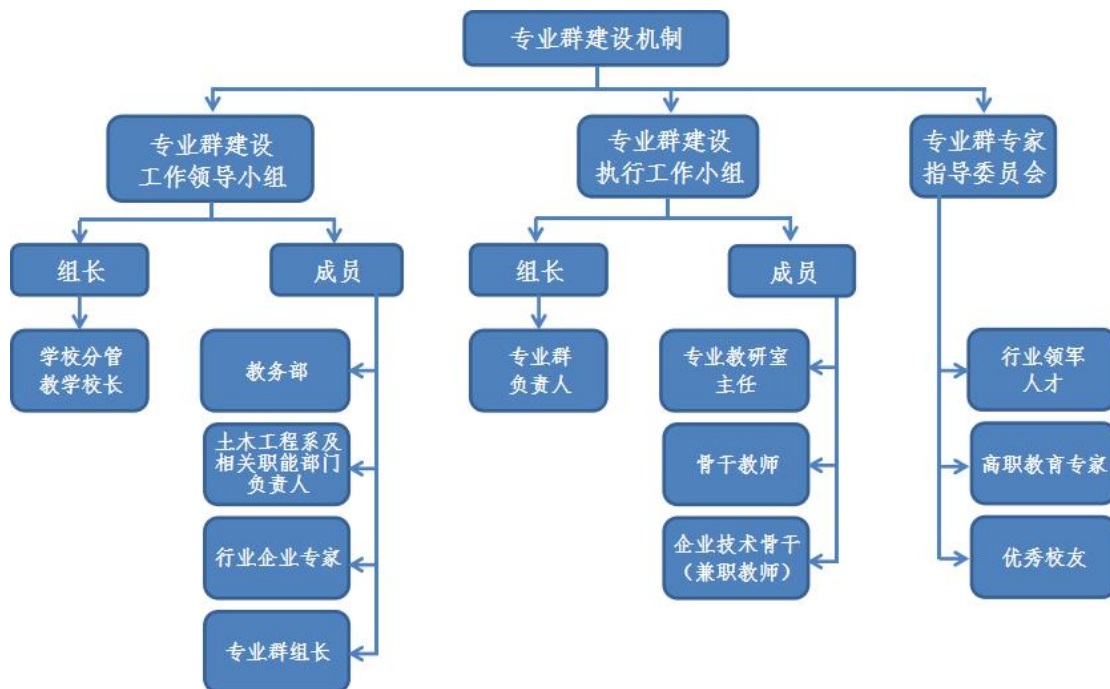 专业群建设机制
专业群建设
工作领导小组
专业群建设
执行工作小组
专业群专家
指导委员会
组长
成员
组长
成员
学校分管
教学校长
教务部
土木工程系及
相关职能部门
负责人
行业企业专家
专业群组长
专业群
负责人
专业教研室
主任
骨干教师
企业技术骨干
（兼职教师）
行业领军
人才
高职教育专家
优秀校友